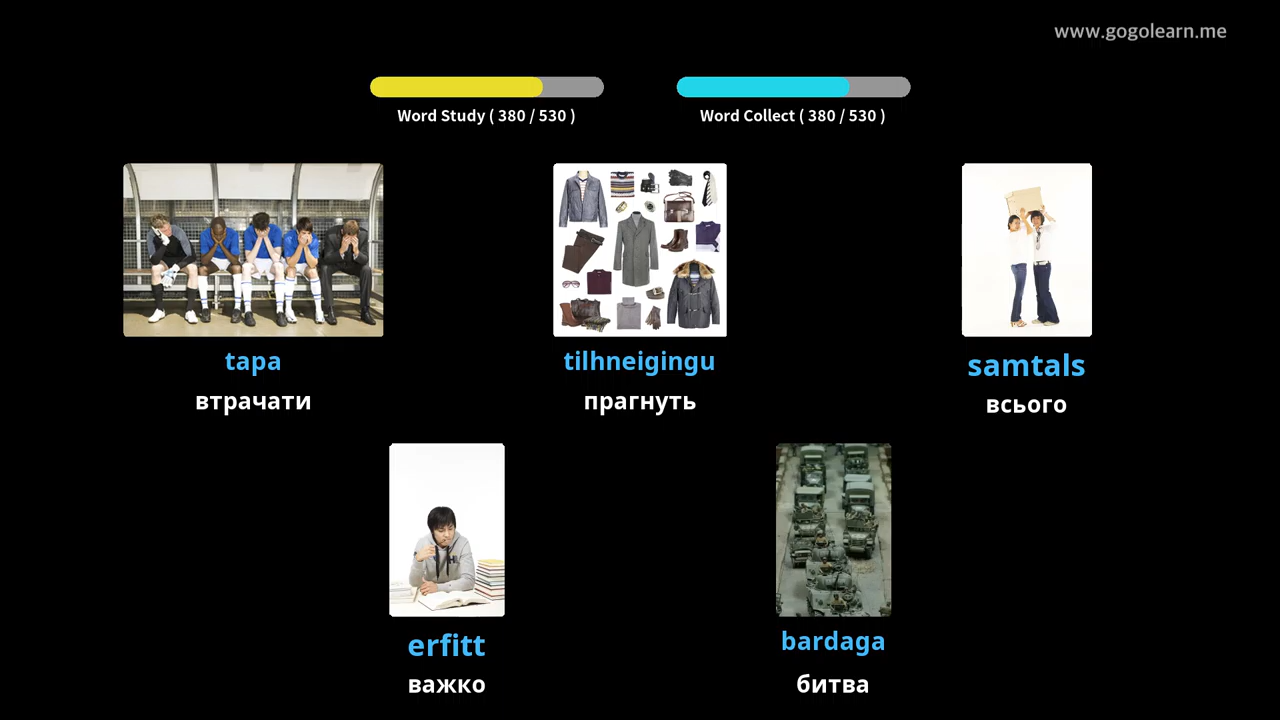 www.gogolearn.me
Word Study ( 380 / 530 )
Word Collect ( 380 / 530 )
tapa
tilhneigingu
samtals
втрачати
прагнуть
всього
erfitt
bardaga
важко
битва